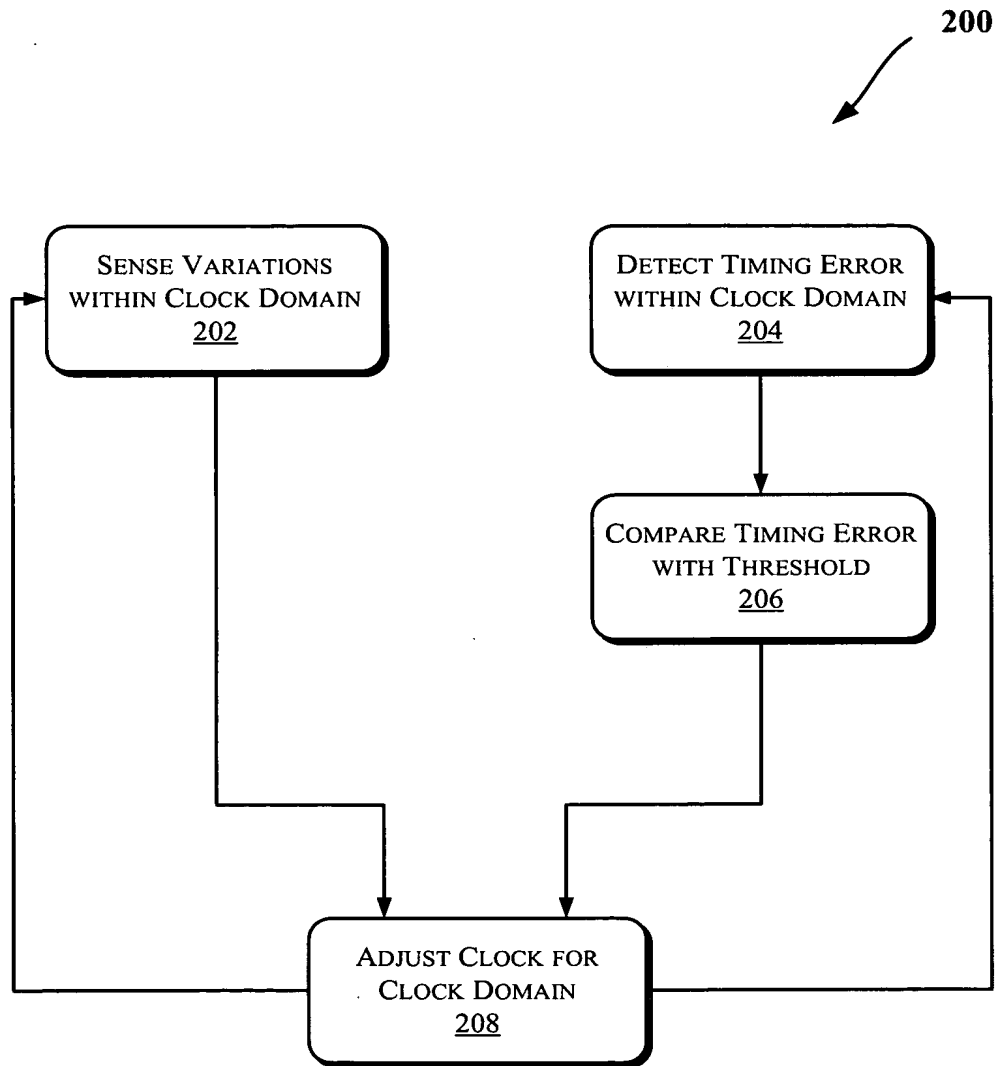 200
SENSE VARIATIONS
WITHIN CLOCK DOMAIN
202
DETECT TIMING ERROR
WITHIN CLOCK DOMAIN
204
COMPARE TIMING ERROR
WITH THRESHOLD
206
ADJUST CLOCK FOR
CLOCK DOMAIN
208